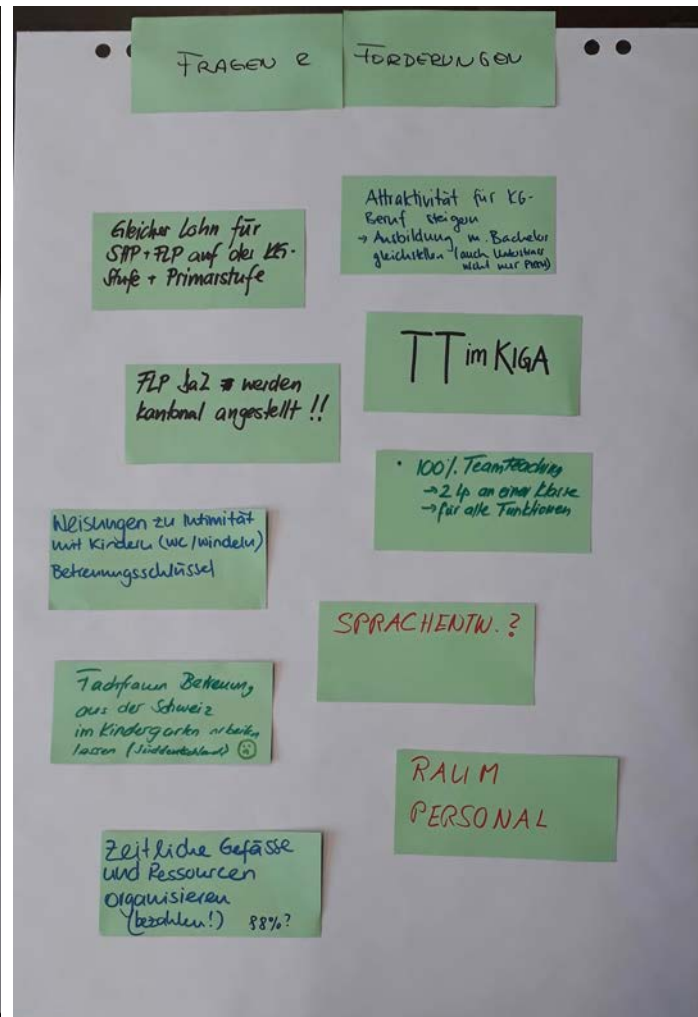 FRAGEN & FORDERUNGEN
Gleicher Lohn für
SHP + FLP auf der KG-
Stufe + Primarstufe
Attraktivität für KG-
Beruf steigern
→ Ausbildung m. Bachelor
gleichstellen (auch
nicht nur
FLP DaZ werden
kantonal angestellt !!
TT im KIGA
• 100% TeamTeaching
→ 2 Lp an einer Klasse
→ für alle Funktionen
Weisungen zu Intimität
mit Kindern (WC/Windeln)
Betreuungsschlüssel
SPRACHENTW. ?
Fachfrauen Betreuung
aus der Schweiz
im Kindergarten arbeiten
lassen (Süddeutschland)
RAUM
PERSONAL
Zeitliche Gefässe
und Ressourcen
organisieren
(bezahlen!) 88%?